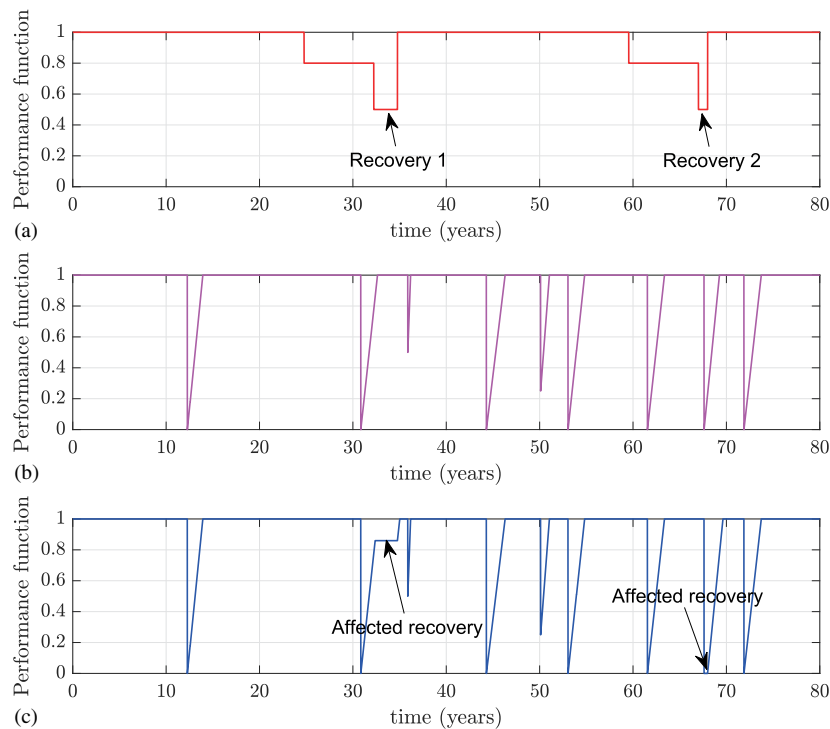 Performance function
1
0.8
0.6
0.4
0.2
0
Recovery 1
Recovery 2
0 10 20 30 40 50 60 70 80
time (years)
(a)
Performance function
1
0.8
0.6
0.4
0.2
0
0 10 20 30 40 50 60 70 80
time (years)
(b)
Performance function
1
0.8
0.6
0.4
0.2
0
Affected recovery
Affected recovery
0 10 20 30 40 50 60 70 80
time (years)
(c)